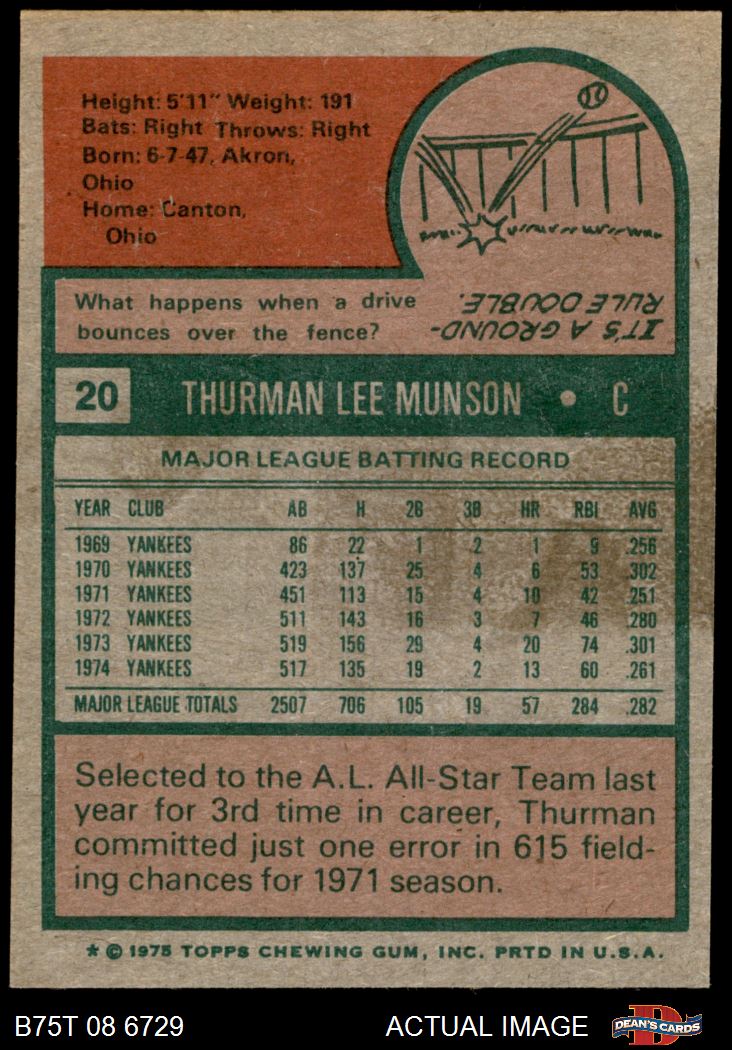 Height: 5'11" Weight: 191
Bats: Right Throws: Right
Born: 6-7-47, Akron,
Ohio
Home: Canton,
Ohio
What happens when a drive
bounces over the fence?
IT'S A GROUND-
RULE DOUBLE.
20 THURMAN LEE MUNSON • C
MAJOR LEAGUE BATTING RECORD
YEAR CLUB AB H 2B 3B HR RBI AVG
1969 YANKEES 86 22 1 2 1 9 .256
1970 YANKEES 423 137 25 4 6 53 .302
1971 YANKEES 451 113 15 4 10 42 .251
1972 YANKEES 511 143 16 3 7 46 .280
1973 YANKEES 519 156 29 4 20 74 .301
1974 YANKEES 517 135 19 2 13 60 .261
MAJOR LEAGUE TOTALS 2507 706 105 19 57 284 .282
Selected to the A.L. All-Star Team last
year for 3rd time in career, Thurman
committed just one error in 615 field-
ing chances for 1971 season.
* © 1975 TOPPS CHEWING GUM, INC. PRTD IN U.S.A.
B75T 08 6729 ACTUAL IMAGE DEAN'S CARDS